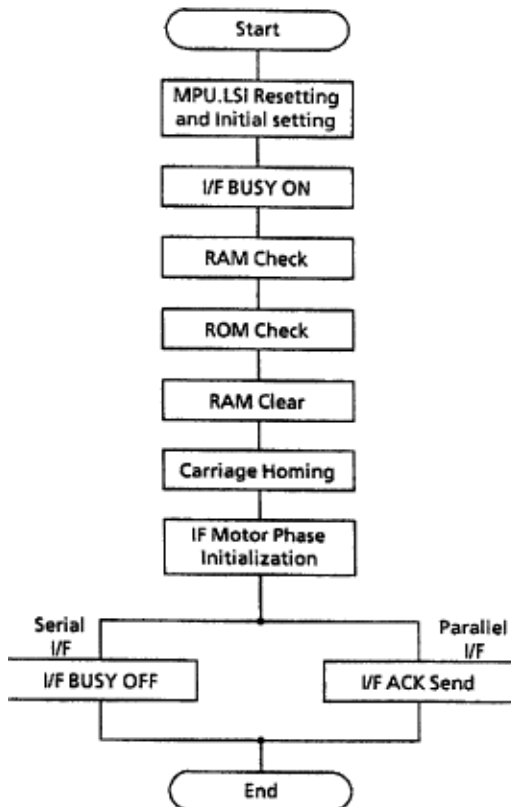 Start
MPU.LSI Resetting
and Initial setting
I/F BUSY ON
RAM Check
ROM Check
RAM Clear
Carriage Homing
IF Motor Phase
Initialization
Serial
I/F
Parallel
I/F
I/F BUSY OFF
I/F ACK Send
End